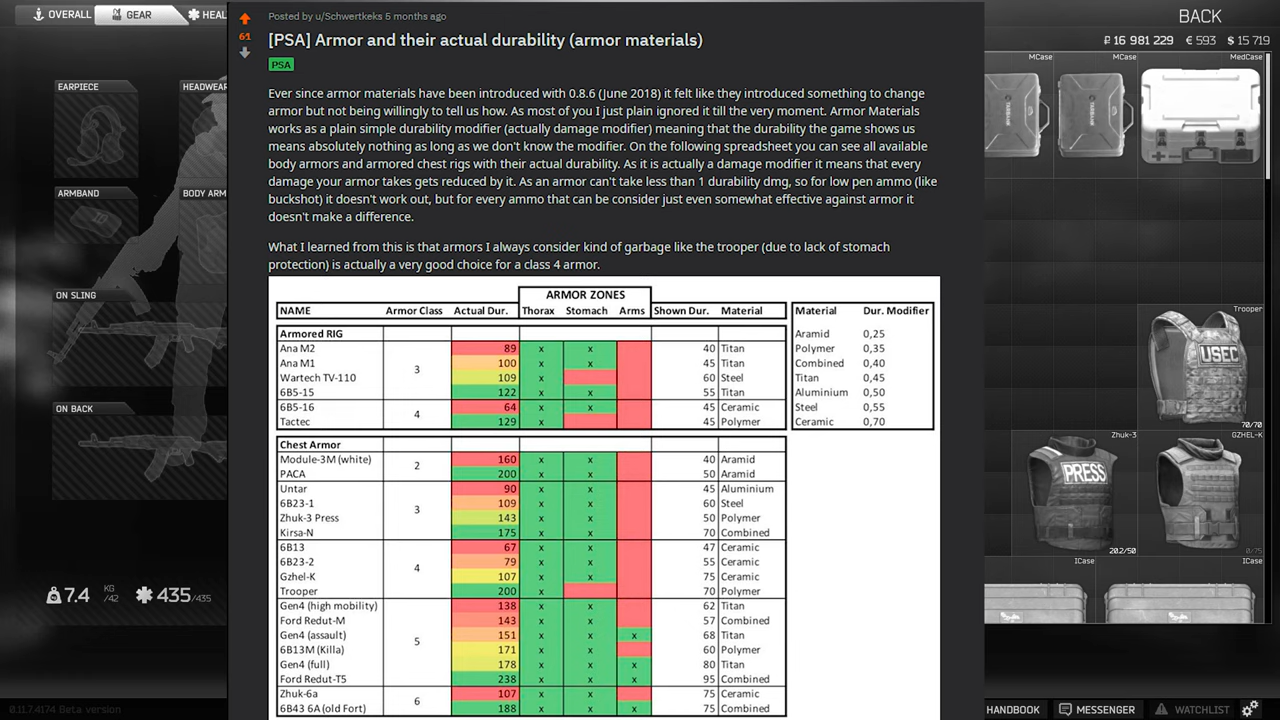 OVERALL
GEAR
HEAL
BACK
₽ 16 981 229 € 593 $ 15 719
EARPIECE
HEADWEAR
ARMBAND
BODY ARM
ON SLING
ON BACK
7.4 KG /42 435/435
0.11.7.4174 Beta version
Posted by u/Schwertkeks 5 months ago
61
[PSA] Armor and their actual durability (armor materials)
PSA
Ever since armor materials have been introduced with 0.8.6 (June 2018) it felt like they introduced something to change
armor but not being willingly to tell us how. As most of you I just plain ignored it till the very moment. Armor Materials
works as a plain simple durability modifier (actually damage modifier) meaning that the durability the game shows us
means absolutely nothing as long as we don't know the modifier. On the following spreadsheet you can see all available
body armors and armored chest rigs with their actual durability. As it is actually a damage modifier it means that every
damage your armor takes gets reduced by it. As an armor can't take less than 1 durability dmg, so for low pen ammo (like
buckshot) it doesn't work out, but for every ammo that can be consider just even somewhat effective against armor it
doesn't make a difference.
What I learned from this is that armors I always consider kind of garbage like the trooper (due to lack of stomach
protection) is actually a very good choice for a class 4 armor.
ARMOR ZONES
NAME Armor Class Actual Dur. Thorax Stomach Arms Shown Dur. Material
Armored RIG
Ana M2 89 x x 40 Titan
Ana M1 100 x x 45 Titan
3
Wartech TV-110 109 x 60 Steel
6B5-15 122 x x 55 Titan
6B5-16 64 x x 45 Ceramic
4
Tactec 129 x 45 Polymer
Chest Armor
Module-3M (white) 160 x x 40 Aramid
2
PACA 200 x x 50 Aramid
Untar 90 x x 45 Aluminium
6B23-1 109 x x 60 Steel
3
Zhuk-3 Press 143 x x 50 Polymer
Kirsa-N 175 x x 70 Combined
6B13 67 x x 47 Ceramic
6B23-2 79 x x 55 Ceramic
4
Gzhel-K 107 x x 75 Ceramic
Trooper 200 x 70 Polymer
Gen4 (high mobility) 138 x x 62 Titan
Ford Redut-M 143 x x 57 Combined
Gen4 (assault) 151 x x x 68 Titan
5
6B13M (Killa) 171 x x 60 Polymer
Gen4 (full) 178 x x x 80 Titan
Ford Redut-T5 238 x x x 95 Combined
Zhuk-6a 107 x x 75 Ceramic
6
6B43 6A (old Fort) 188 x x x 75 Combined
Material Dur. Modifier
Aramid 0,25
Polymer 0,35
Combined 0,40
Titan 0,45
Aluminium 0,50
Steel 0,55
Ceramic 0,70
MCase MCase MedCase
Trooper
USEC
70/70
Zhuk-3 GZHEL-K
PRESS
20.2/50 0/75
ICase ICase
HANDBOOK MESSENGER WATCHLIST